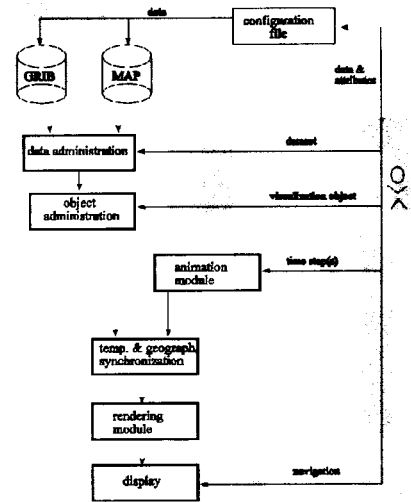 data
configuration
file
GRIB
MAP
data &
attributes
data administration
dataset
object
administration
visualization object
animation
module
time step(s)
temp. & geograph.
synchronization
rendering
module
display
navigation